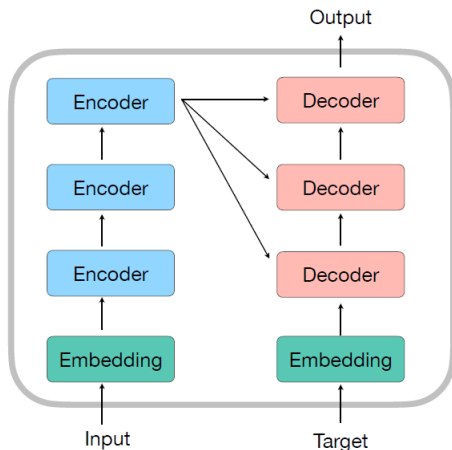 Output
Encoder
Decoder
Encoder
Decoder
Encoder
Decoder
Embedding
Embedding
Input
Target